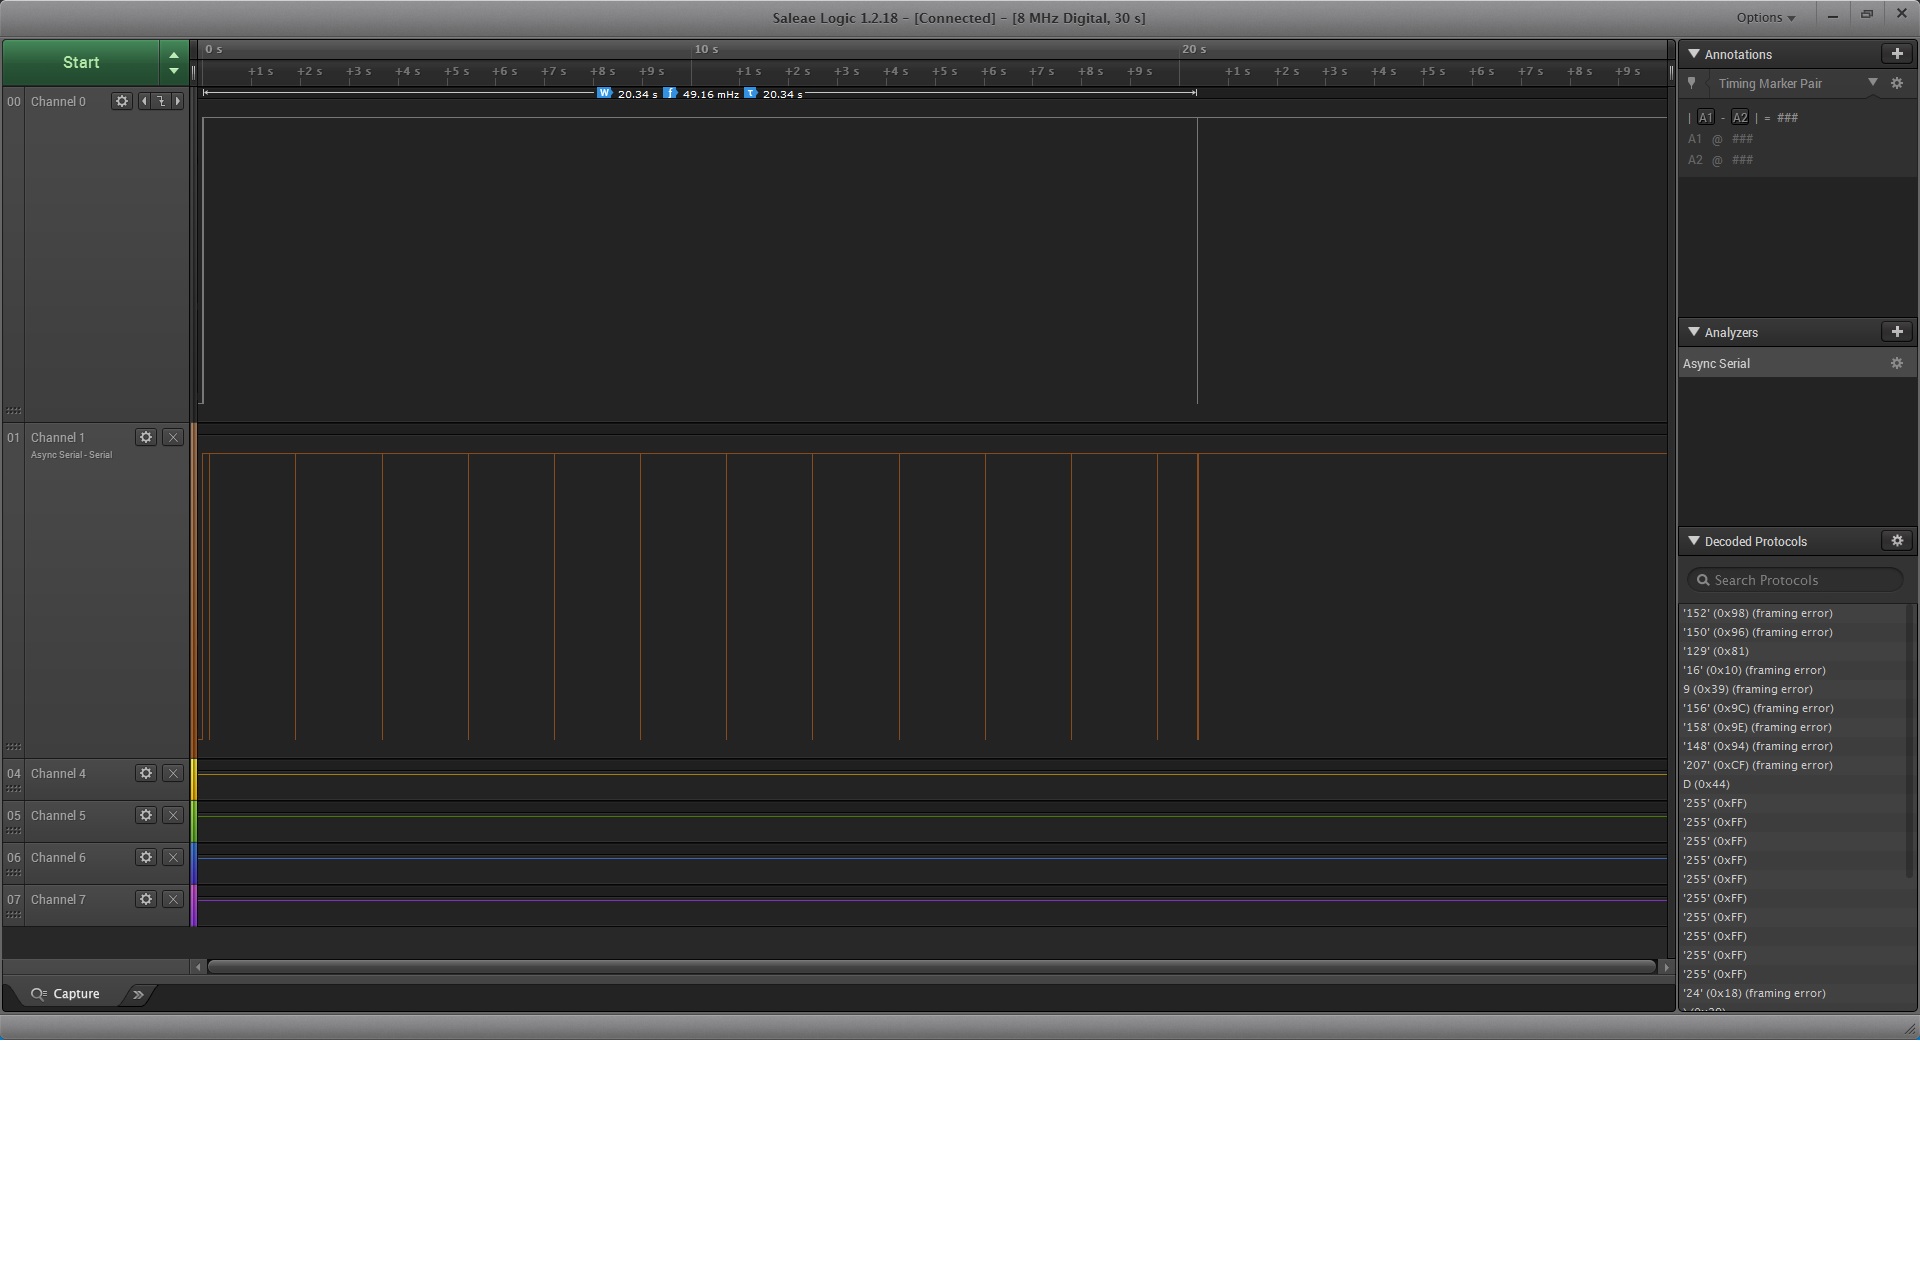 Saleae Logic 1.2.18 - [Connected] - [8 MHz Digital, 30 s]
Options
Start
0 s 10 s 20 s
+1 s +2 s +3 s +4 s +5 s +6 s +7 s +8 s +9 s +1 s +2 s +3 s +4 s +5 s +6 s +7 s +8 s +9 s +1 s +2 s +3 s +4 s +5 s +6 s +7 s +8 s +9 s
W 20.34 s f 49.16 mHz τ 20.34 s
00 Channel 0
01 Channel 1
Async Serial - Serial
04 Channel 4
05 Channel 5
06 Channel 6
07 Channel 7
Capture
Annotations
Timing Marker Pair
| A1 - A2 | = ###
A1 @ ###
A2 @ ###
Analyzers
Async Serial
Decoded Protocols
Search Protocols
'152' (0x98) (framing error)
'150' (0x96) (framing error)
'129' (0x81)
'16' (0x10) (framing error)
9 (0x39) (framing error)
'156' (0x9C) (framing error)
'158' (0x9E) (framing error)
'148' (0x94) (framing error)
'207' (0xCF) (framing error)
D (0x44)
'255' (0xFF)
'255' (0xFF)
'255' (0xFF)
'255' (0xFF)
'255' (0xFF)
'255' (0xFF)
'255' (0xFF)
'255' (0xFF)
'255' (0xFF)
'255' (0xFF)
'24' (0x18) (framing error)